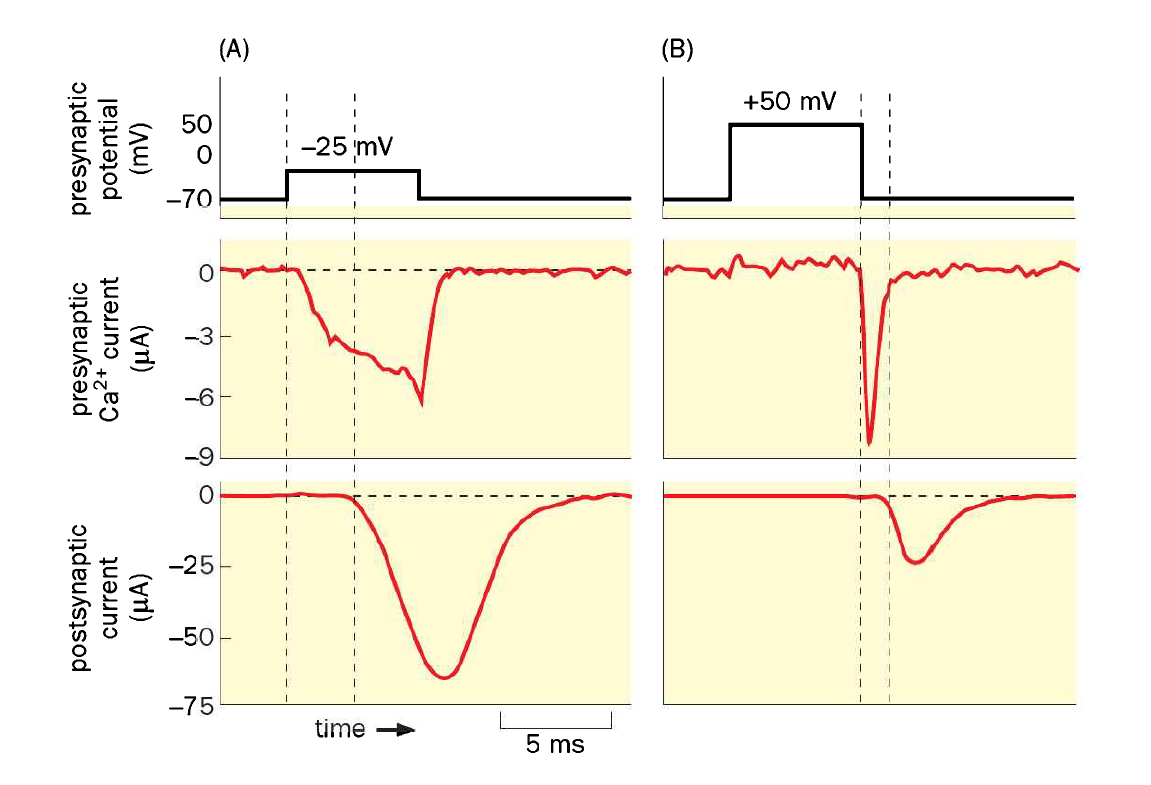 (A)
(B)
presynaptic
potential
(mV)
50
0
–70
–25 mV
+50 mV
presynaptic
Ca²⁺ current
(μA)
0
–3
–6
–9
postsynaptic
current
(μA)
0
–25
–50
–75
time
5 ms